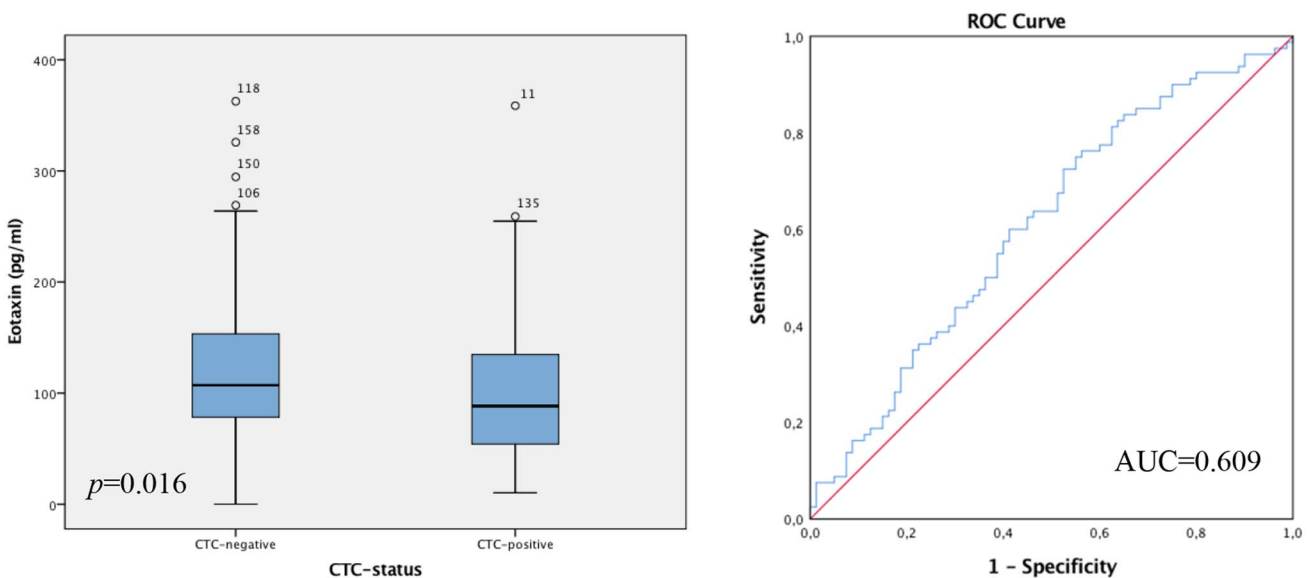 400
300
200
100
0
Eotaxin (pg/ml)
118
158
150
106
11
135
p=0.016
CTC-negative
CTC-positive
CTC-status
ROC Curve
1,0
0,8
0,6
0,4
0,2
0,0
Sensitivity
AUC=0.609
0,0
0,2
0,4
0,6
0,8
1,0
1 - Specificity